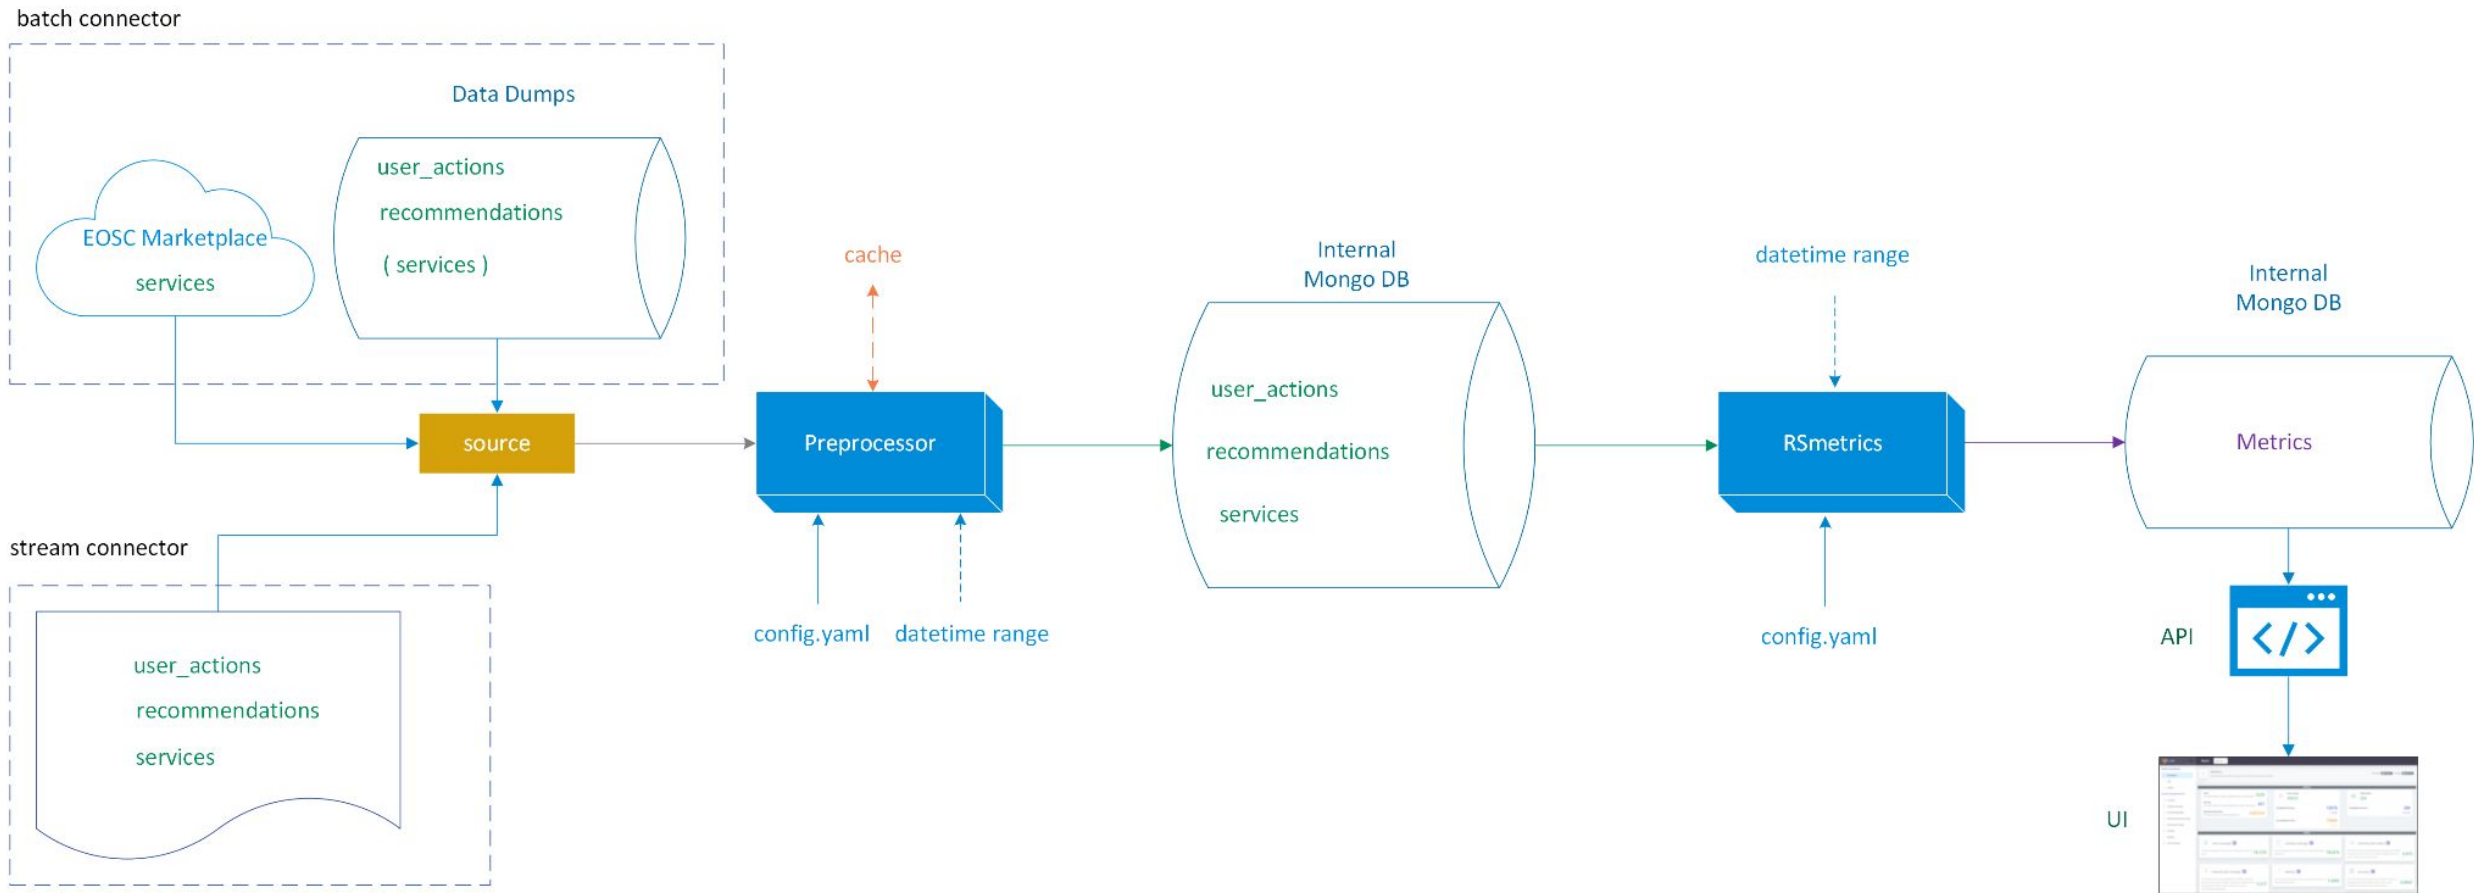 batch connector
Data Dumps
user_actions
recommendations
( services )
EOSC Marketplace
services
source
stream connector
user_actions
recommendations
services
cache
Preprocessor
config.yaml
datetime range
Internal
Mongo DB
user_actions
recommendations
services
datetime range
RSmetrics
config.yaml
Internal
Mongo DB
Metrics
API
</>
UI